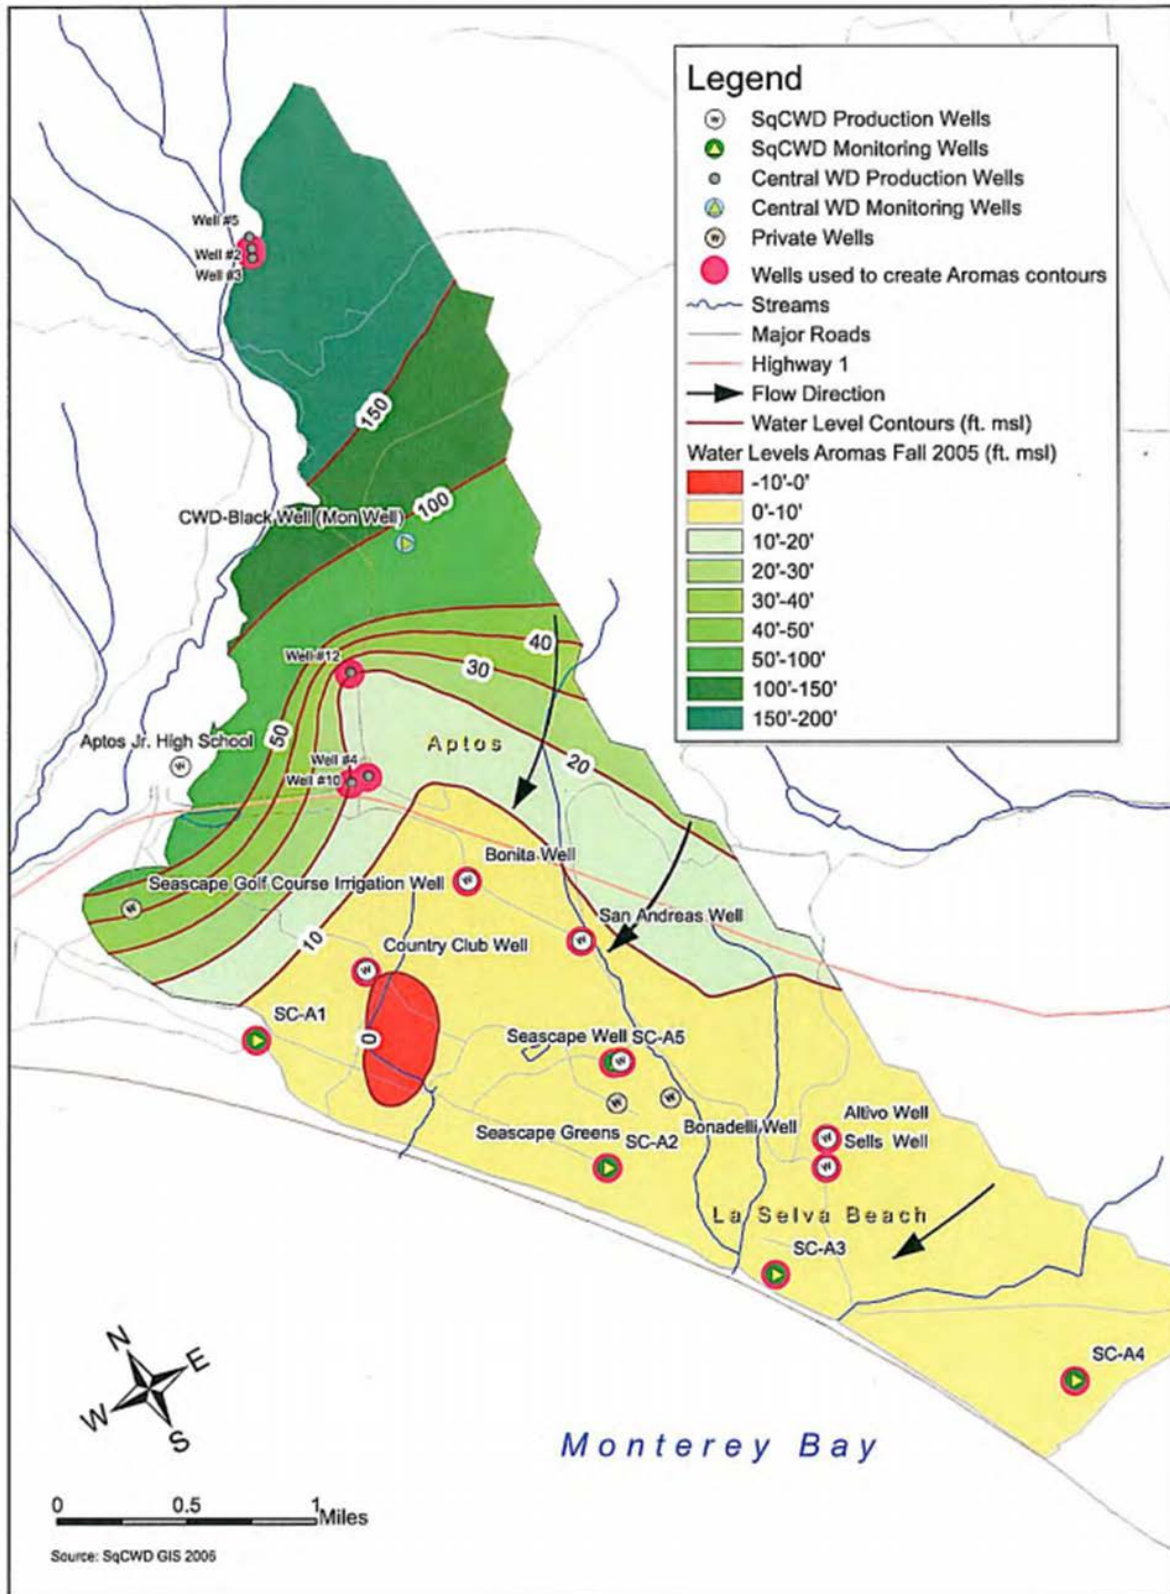 Legend
SqCWD Production Wells
SqCWD Monitoring Wells
Central WD Production Wells
Central WD Monitoring Wells
Private Wells
Wells used to create Aromas contours
Streams
Major Roads
Highway 1
Flow Direction
Water Level Contours (ft. msl)
Water Levels Aromas Fall 2005 (ft. msl)
-10'-0'
0'-10'
10'-20'
20'-30'
30'-40'
40'-50'
50'-100'
100'-150'
150'-200'
Well #5
Well #2
Well #3
150
100
CWD-Black Well (Mon Well)
40
Well #12
30
50
Aptos Jr. High School
Aptos
Well #4
20
Well #10
Bonita Well
Seascape Golf Course Irrigation Well
San Andreas Well
10
Country Club Well
SC-A1
0
Seascape Well SC-A5
Altivo Well
Bonadelli Well
Seascape Greens
SC-A2
Sells Well
La Selva Beach
SC-A3
SC-A4
N
E
W
S
Monterey Bay
0 0.5 1
Miles
Source: SqCWD GIS 2006